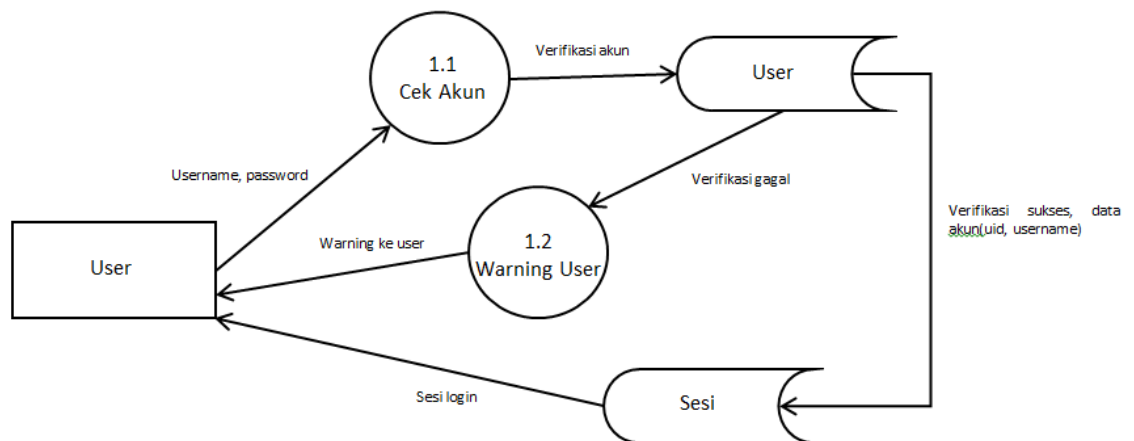 Verifikasi akun
1.1
Cek Akun
User
Username, password
Verifikasi gagal
Verifikasi sukses, data
akun(uid, username)
Warning ke user
1.2
Warning User
User
Sesi login
Sesi